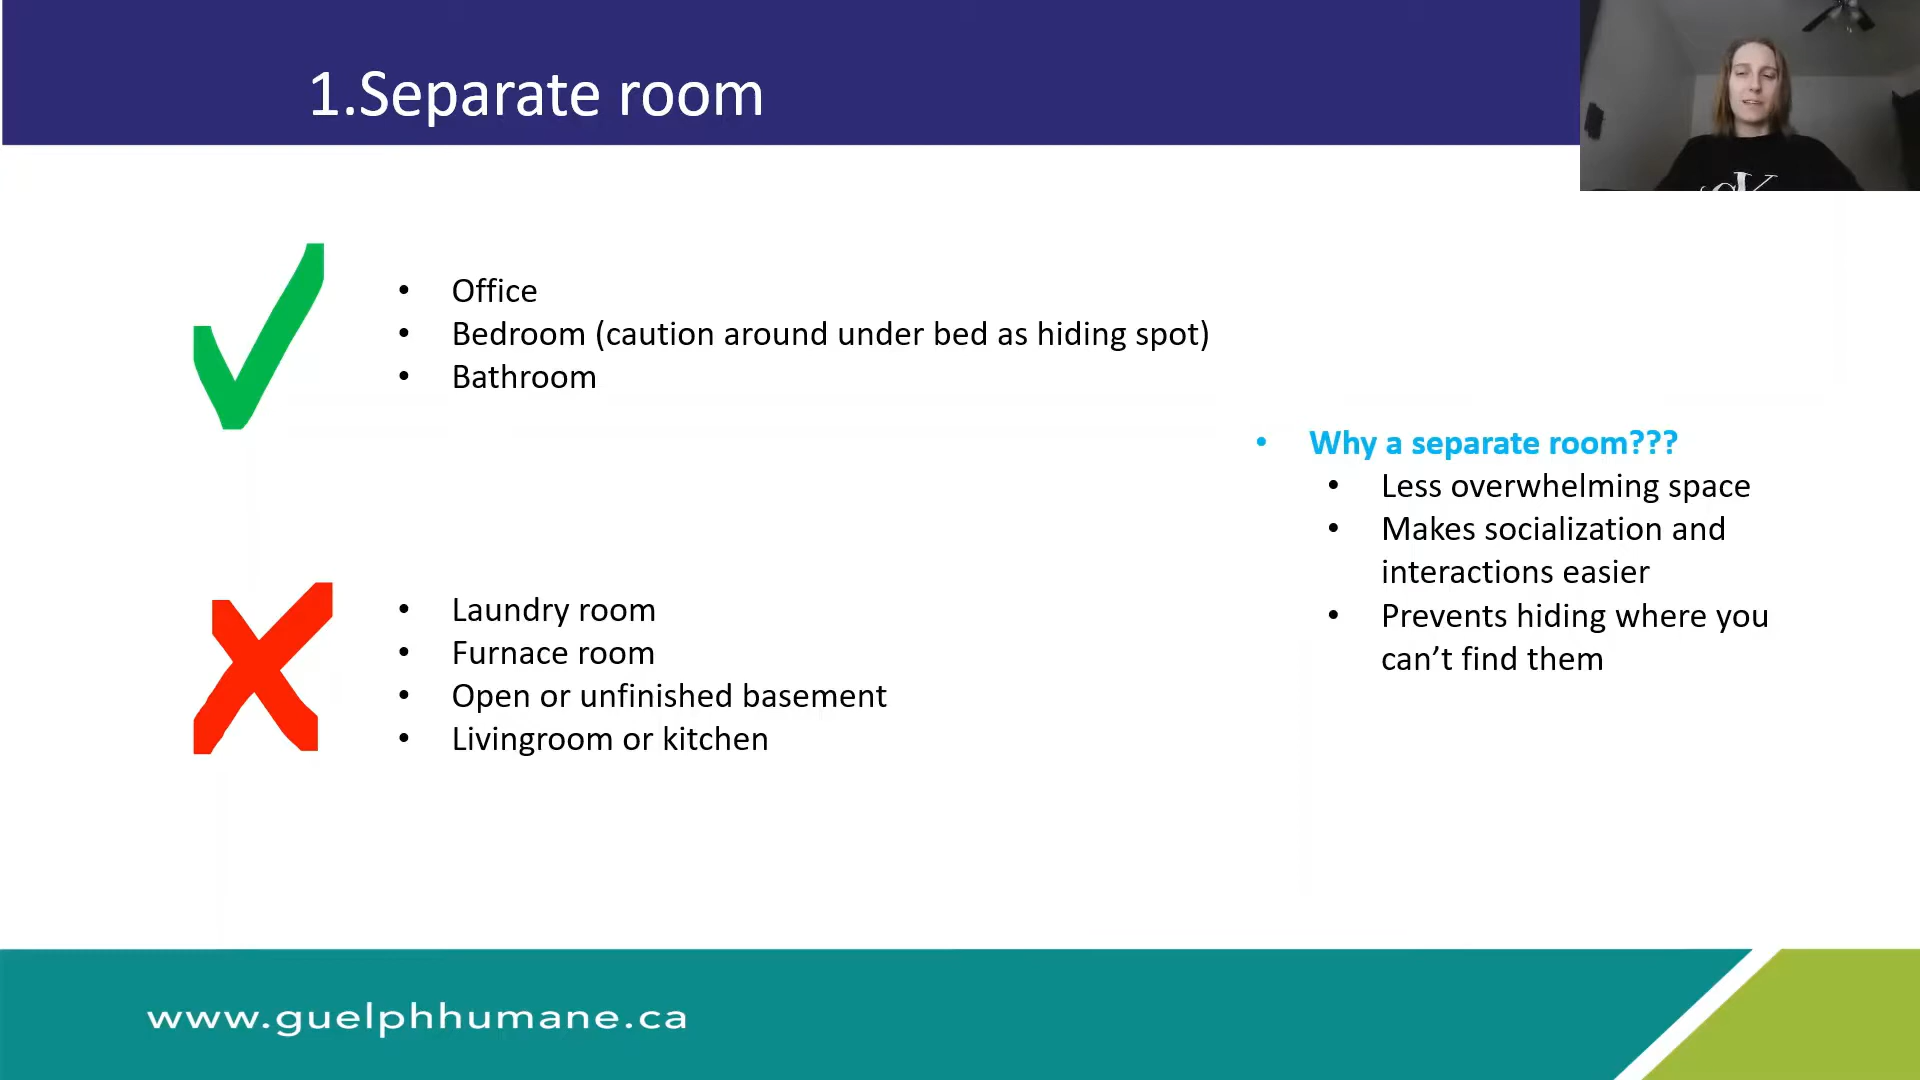 1.Separate room
• Office
• Bedroom (caution around under bed as hiding spot)
• Bathroom
• Why a separate room???
• Less overwhelming space
• Makes socialization and
interactions easier
• Prevents hiding where you
can’t find them
• Laundry room
• Furnace room
• Open or unfinished basement
• Livingroom or kitchen
www.guelphhumane.ca